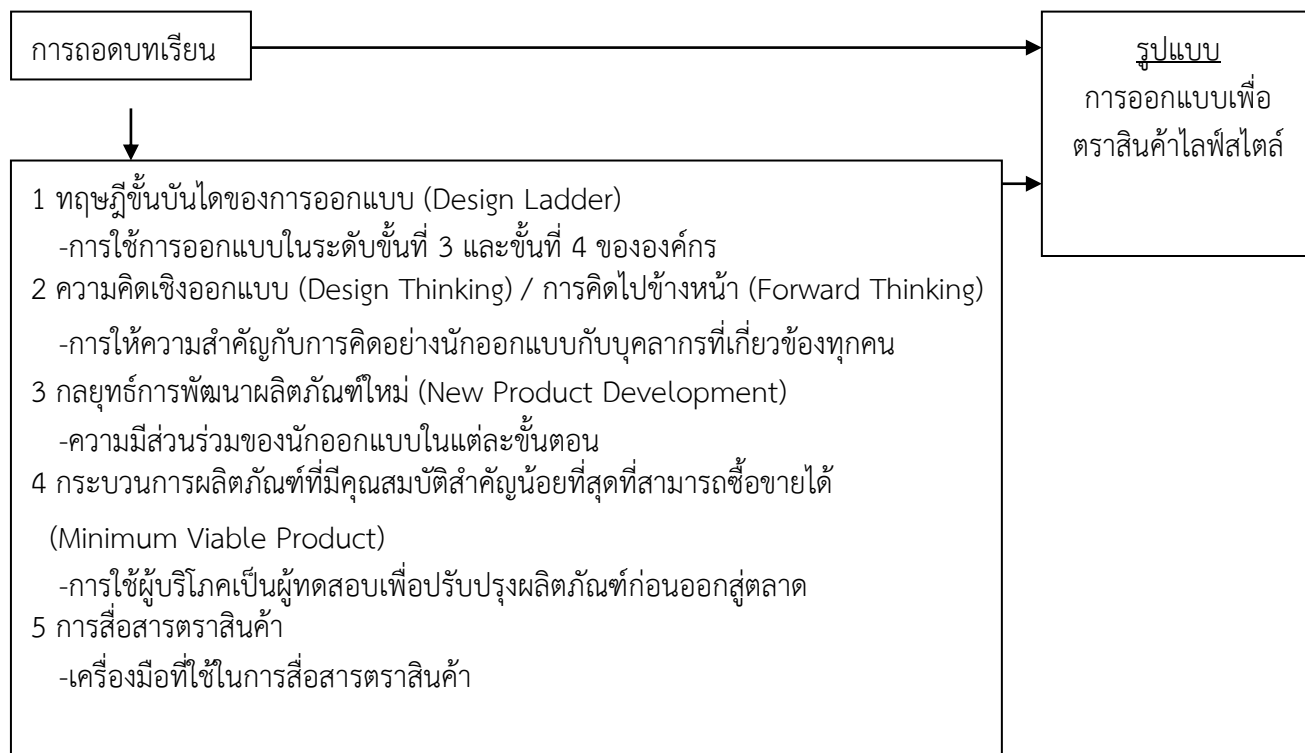 การถอดบทเรียน
รูปแบบ
การออกแบบเพื่อ
ตราสินค้าไลฟ์สไตล์
1 ทฤษฎีขั้นบันไดของการออกแบบ (Design Ladder)
-การใช้การออกแบบในระดับขั้นที่ 3 และขั้นที่ 4 ขององค์กร
2 ความคิดเชิงออกแบบ (Design Thinking) / การคิดไปข้างหน้า (Forward Thinking)
-การให้ความสำคัญกับการคิดอย่างนักออกแบบกับบุคลากรที่เกี่ยวข้องทุกคน
3 กลยุทธ์การพัฒนาผลิตภัณฑ์ใหม่ (New Product Development)
-ความมีส่วนร่วมของนักออกแบบในแต่ละขั้นตอน
4 กระบวนการผลิตภัณฑ์ที่มีคุณสมบัติสำคัญน้อยที่สุดที่สามารถซื้อขายได้
(Minimum Viable Product)
-การใช้ผู้บริโภคเป็นผู้ทดสอบเพื่อปรับปรุงผลิตภัณฑ์ก่อนออกสู่ตลาด
5 การสื่อสารตราสินค้า
-เครื่องมือที่ใช้ในการสื่อสารตราสินค้า